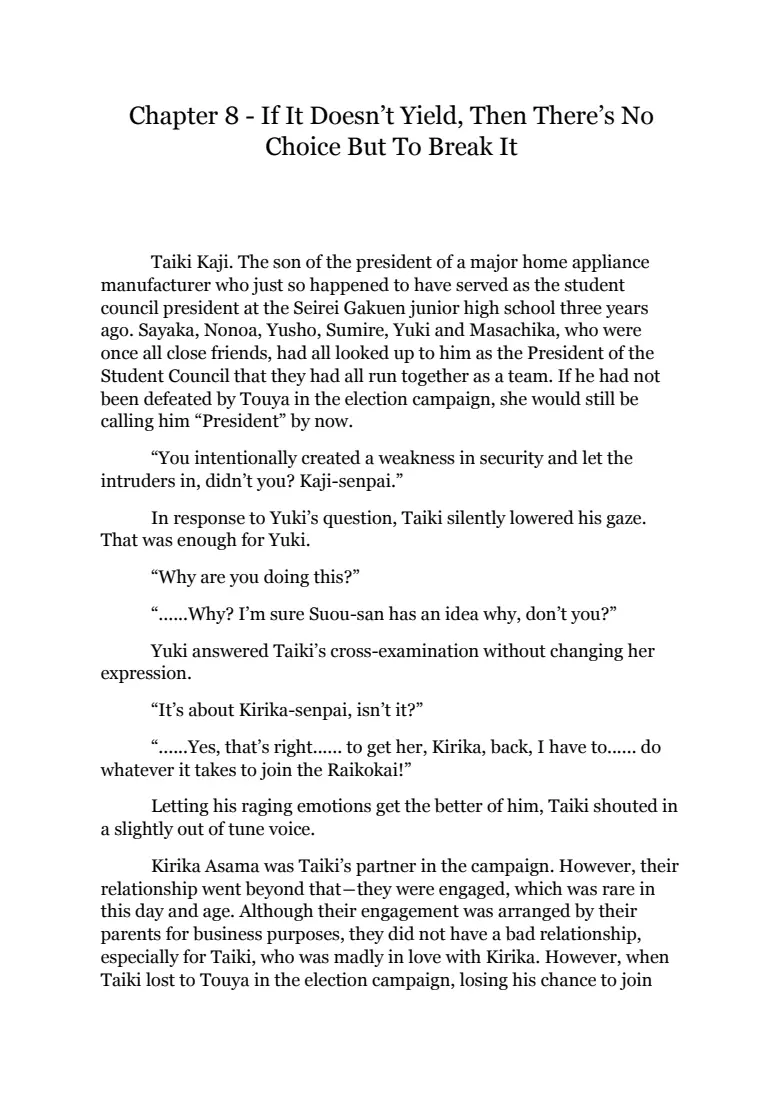 Chapter 8 - If It Doesn’t Yield, Then There’s No
Choice But To Break It
Taiki Kaji. The son of the president of a major home appliance
manufacturer who just so happened to have served as the student
council president at the Seirei Gakuen junior high school three years
ago. Sayaka, Nonoa, Yusho, Sumire, Yuki and Masachika, who were
once all close friends, had all looked up to him as the President of the
Student Council that they had all run together as a team. If he had not
been defeated by Touya in the election campaign, she would still be
calling him “President” by now.
“You intentionally created a weakness in security and let the
intruders in, didn’t you? Kaji-senpai.”
In response to Yuki’s question, Taiki silently lowered his gaze.
That was enough for Yuki.
“Why are you doing this?”
“……Why? I’m sure Suou-san has an idea why, don’t you?”
Yuki answered Taiki’s cross-examination without changing her
expression.
“It’s about Kirika-senpai, isn’t it?”
“……Yes, that’s right…… to get her, Kirika, back, I have to…… do
whatever it takes to join the Raikokai!”
Letting his raging emotions get the better of him, Taiki shouted in
a slightly out of tune voice.
Kirika Asama was Taiki’s partner in the campaign. However, their
relationship went beyond that—they were engaged, which was rare in
this day and age. Although their engagement was arranged by their
parents for business purposes, they did not have a bad relationship,
especially for Taiki, who was madly in love with Kirika. However, when
Taiki lost to Touya in the election campaign, losing his chance to join